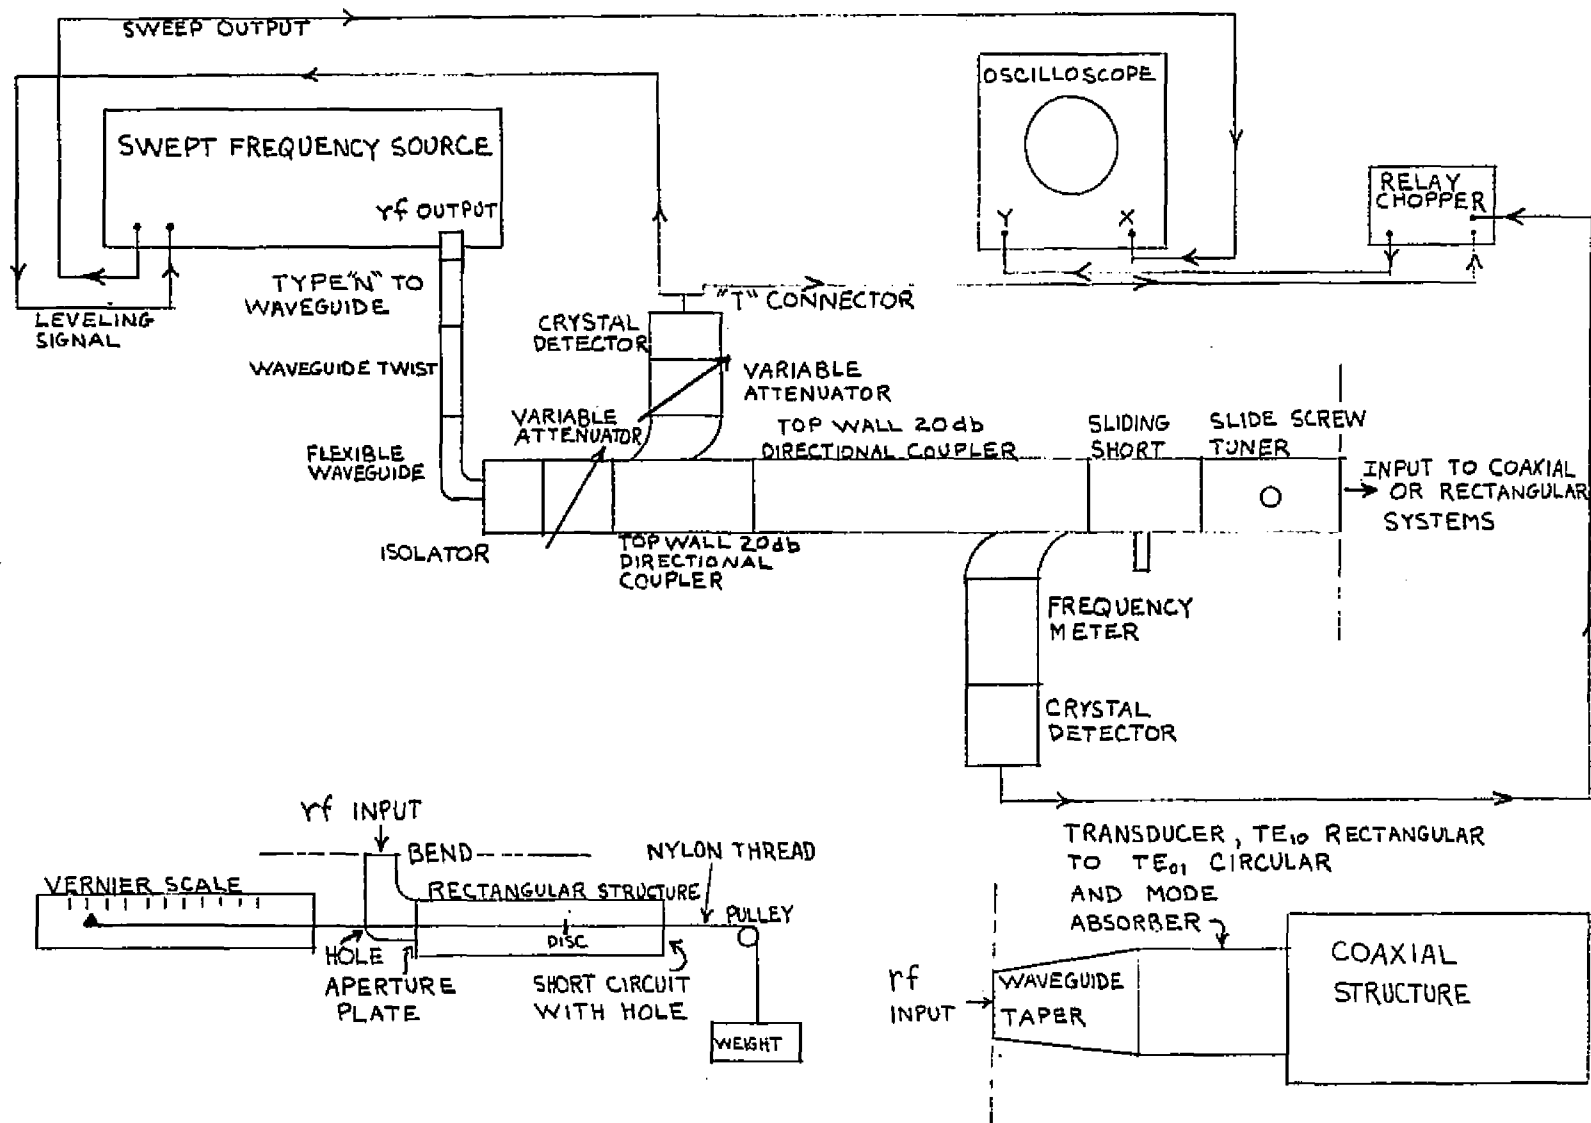 SWEEP OUTPUT
OSCILLOSCOPE
SWEPT FREQUENCY SOURCE
rf OUTPUT
Y
X
RELAY
CHOPPER
TYPE "N" TO
WAVEGUIDE
LEVELING
SIGNAL
"T" CONNECTOR
CRYSTAL
DETECTOR
WAVEGUIDE TWIST
VARIABLE
ATTENUATOR
VARIABLE
ATTENUATOR
TOP WALL 20db
DIRECTIONAL COUPLER
SLIDING
SHORT
SLIDE SCREW
TUNER
FLEXIBLE
WAVEGUIDE
INPUT TO COAXIAL
OR RECTANGULAR
SYSTEMS
ISOLATOR
TOP WALL 20db
DIRECTIONAL
COUPLER
FREQUENCY
METER
CRYSTAL
DETECTOR
rf INPUT
BEND
NYLON THREAD
VERNIER SCALE
RECTANGULAR STRUCTURE
PULLEY
DISC
HOLE
APERTURE
PLATE
SHORT CIRCUIT
WITH HOLE
WEIGHT
TRANSDUCER, TE₁₀ RECTANGULAR
TO TE₀₁ CIRCULAR
AND MODE
ABSORBER
COAXIAL
STRUCTURE
rf
INPUT
WAVEGUIDE
TAPER